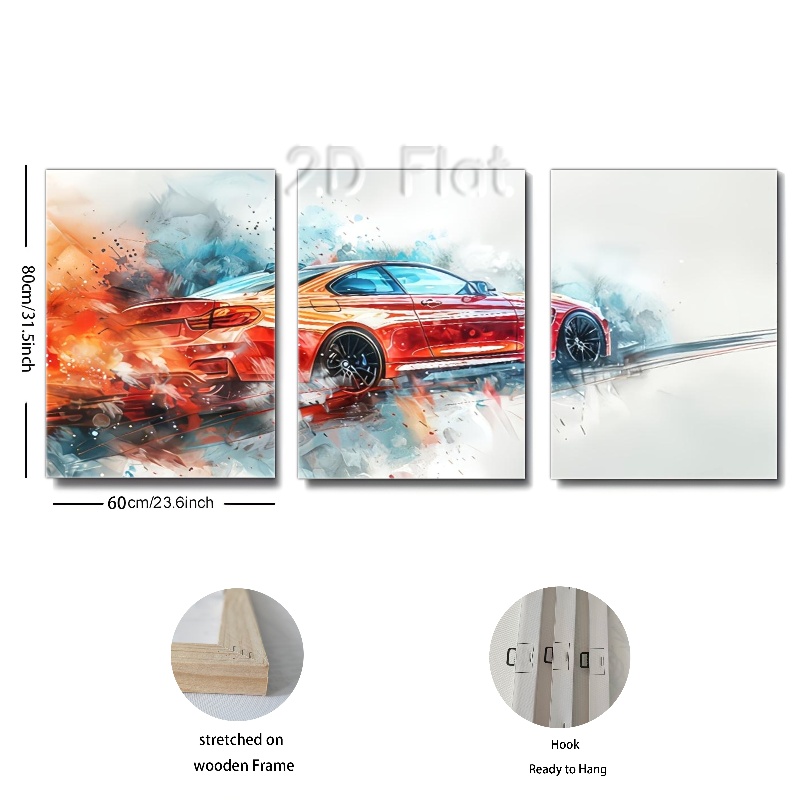 2D Flat
80cm/31.5inch
60cm/23.6inch
stretched on
wooden Frame
Hook
Ready to Hang